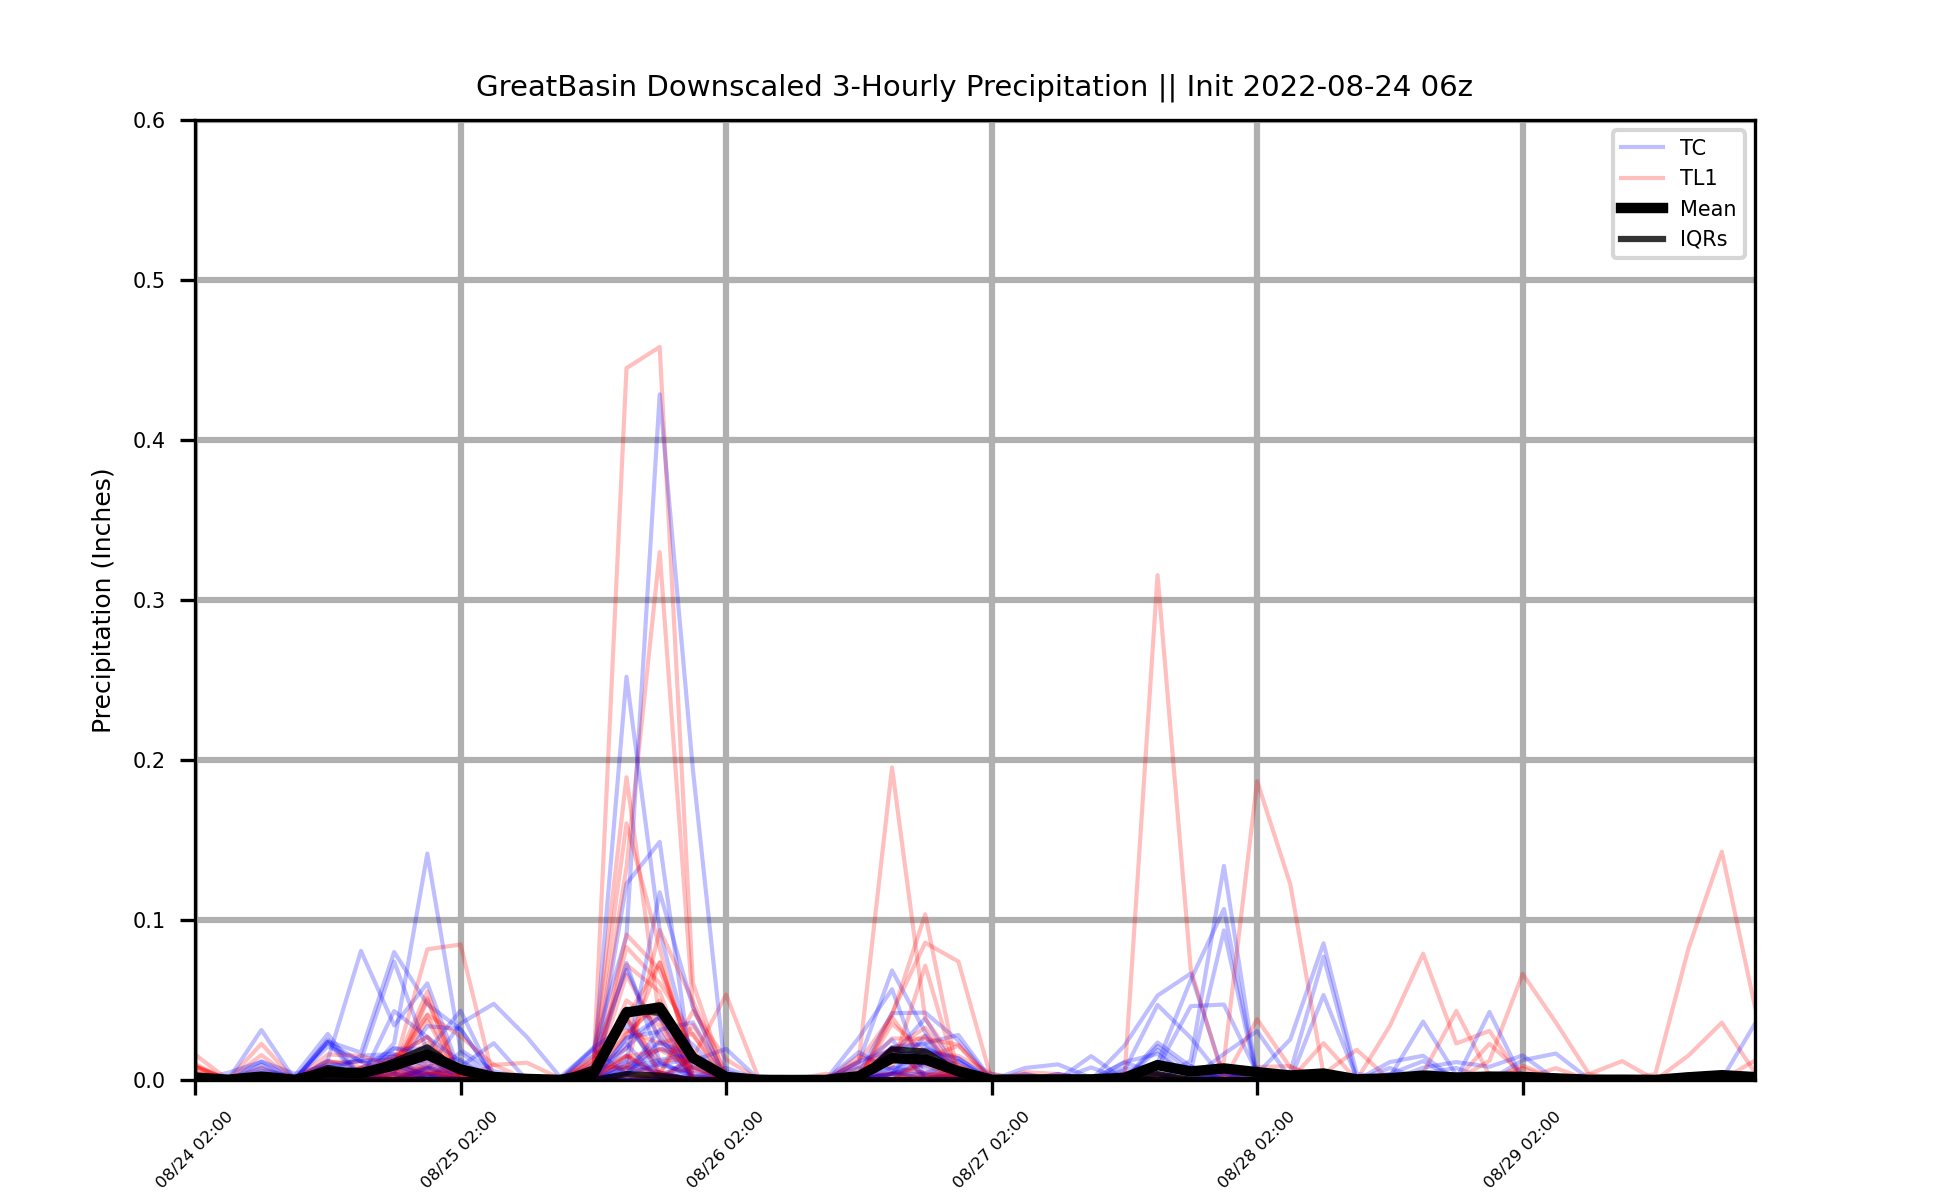 GreatBasin Downscaled 3-Hourly Precipitation || Init 2022-08-24 06z
0.6
0.5
0.4
0.3
0.2
0.1
0.0
Precipitation (Inches)
TC
TL1
Mean
IQRs
08/24 02:00
08/25 02:00
08/26 02:00
08/27 02:00
08/28 02:00
08/29 02:00